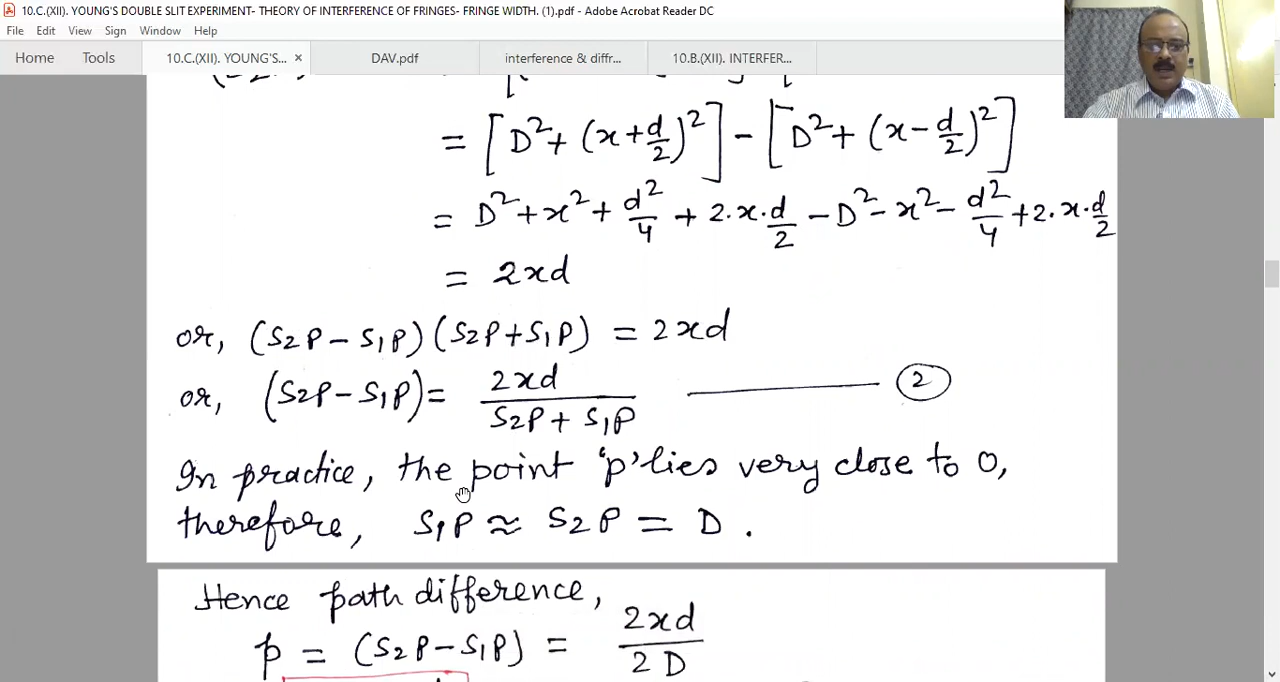 10.C.(XII). YOUNG'S DOUBLE SLIT EXPERIMENT- THEORY OF INTERFERENCE OF FRINGES- FRINGE WIDTH. (1).pdf - Adobe Acrobat Reader DC
File Edit View Sign Window Help
Home Tools 10.C.(XII). YOUNG'S... × DAV.pdf interference & diffr... 10.B.(XII). INTERFER...
= [D² + (x + d/2)²] - [D² + (x - d/2)²]
= D² + x² + d²/4 + 2·x·d/2 - D² - x² - d²/4 + 2·x·d/2
= 2xd
or, (S₂P - S₁P) (S₂P + S₁P) = 2xd
or, (S₂P - S₁P) = 2xd / S₂P + S₁P ——— 2
In practice, the point 'p' lies very close to O,
therefore, S₁P ≈ S₂P = D.
Hence path difference,
p = (S₂P - S₁P) = 2xd / 2D